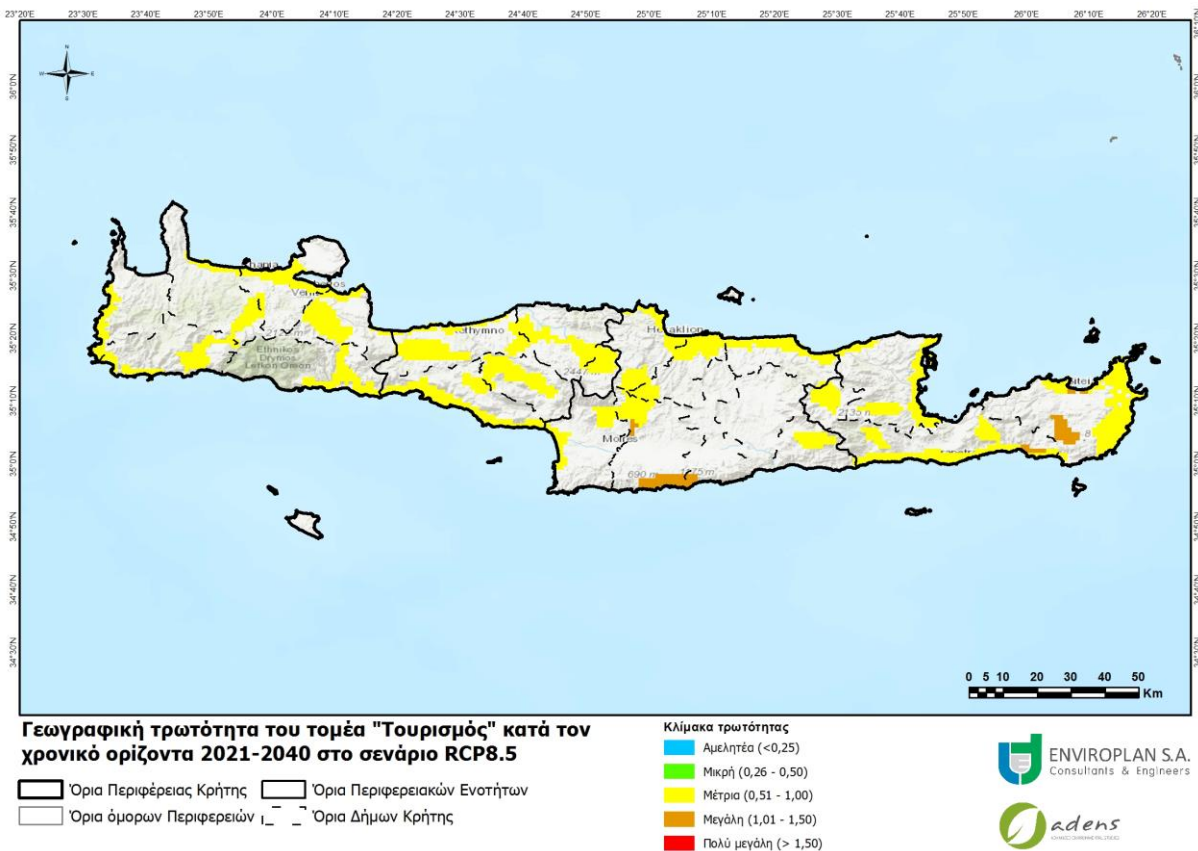 23°20'E 23°30'E 23°50'E 24°0'E 24°10'E 24°20'E 24°30'E 24°40'E 24°50'E 25°0'E 25°10'E 25°20'E 25°30'E 25°40'E 25°50'E 26°0'E 26°10'E 26°20'E
N
W E
S
36°0'N
35°50'N
35°40'N
35°30'N
35°20'N
35°10'N
35°0'N
34°50'N
34°40'N
34°30'N
Ethnikos
Drymos
Lefkon Oreon
Moires
690 m
1175 m
0 5 10 20 30 40 50
Km
Γεωγραφική τρωτότητα του τομέα "Τουρισμός" κατά τον
χρονικό ορίζοντα 2021-2040 στο σενάριο RCP8.5
Όρια Περιφέρειας Κρήτης Όρια Περιφερειακών Ενοτήτων
Όρια όμορων Περιφερειών Όρια Δήμων Κρήτης
Κλίμακα τρωτότητας
Αμελητέα (<0,25)
Μικρή (0,26 - 0,50)
Μέτρια (0,51 - 1,00)
Μεγάλη (1,01 - 1,50)
Πολύ μεγάλη (> 1,50)
ENVIROPLAN S.A.
Consultants & Engineers
adens